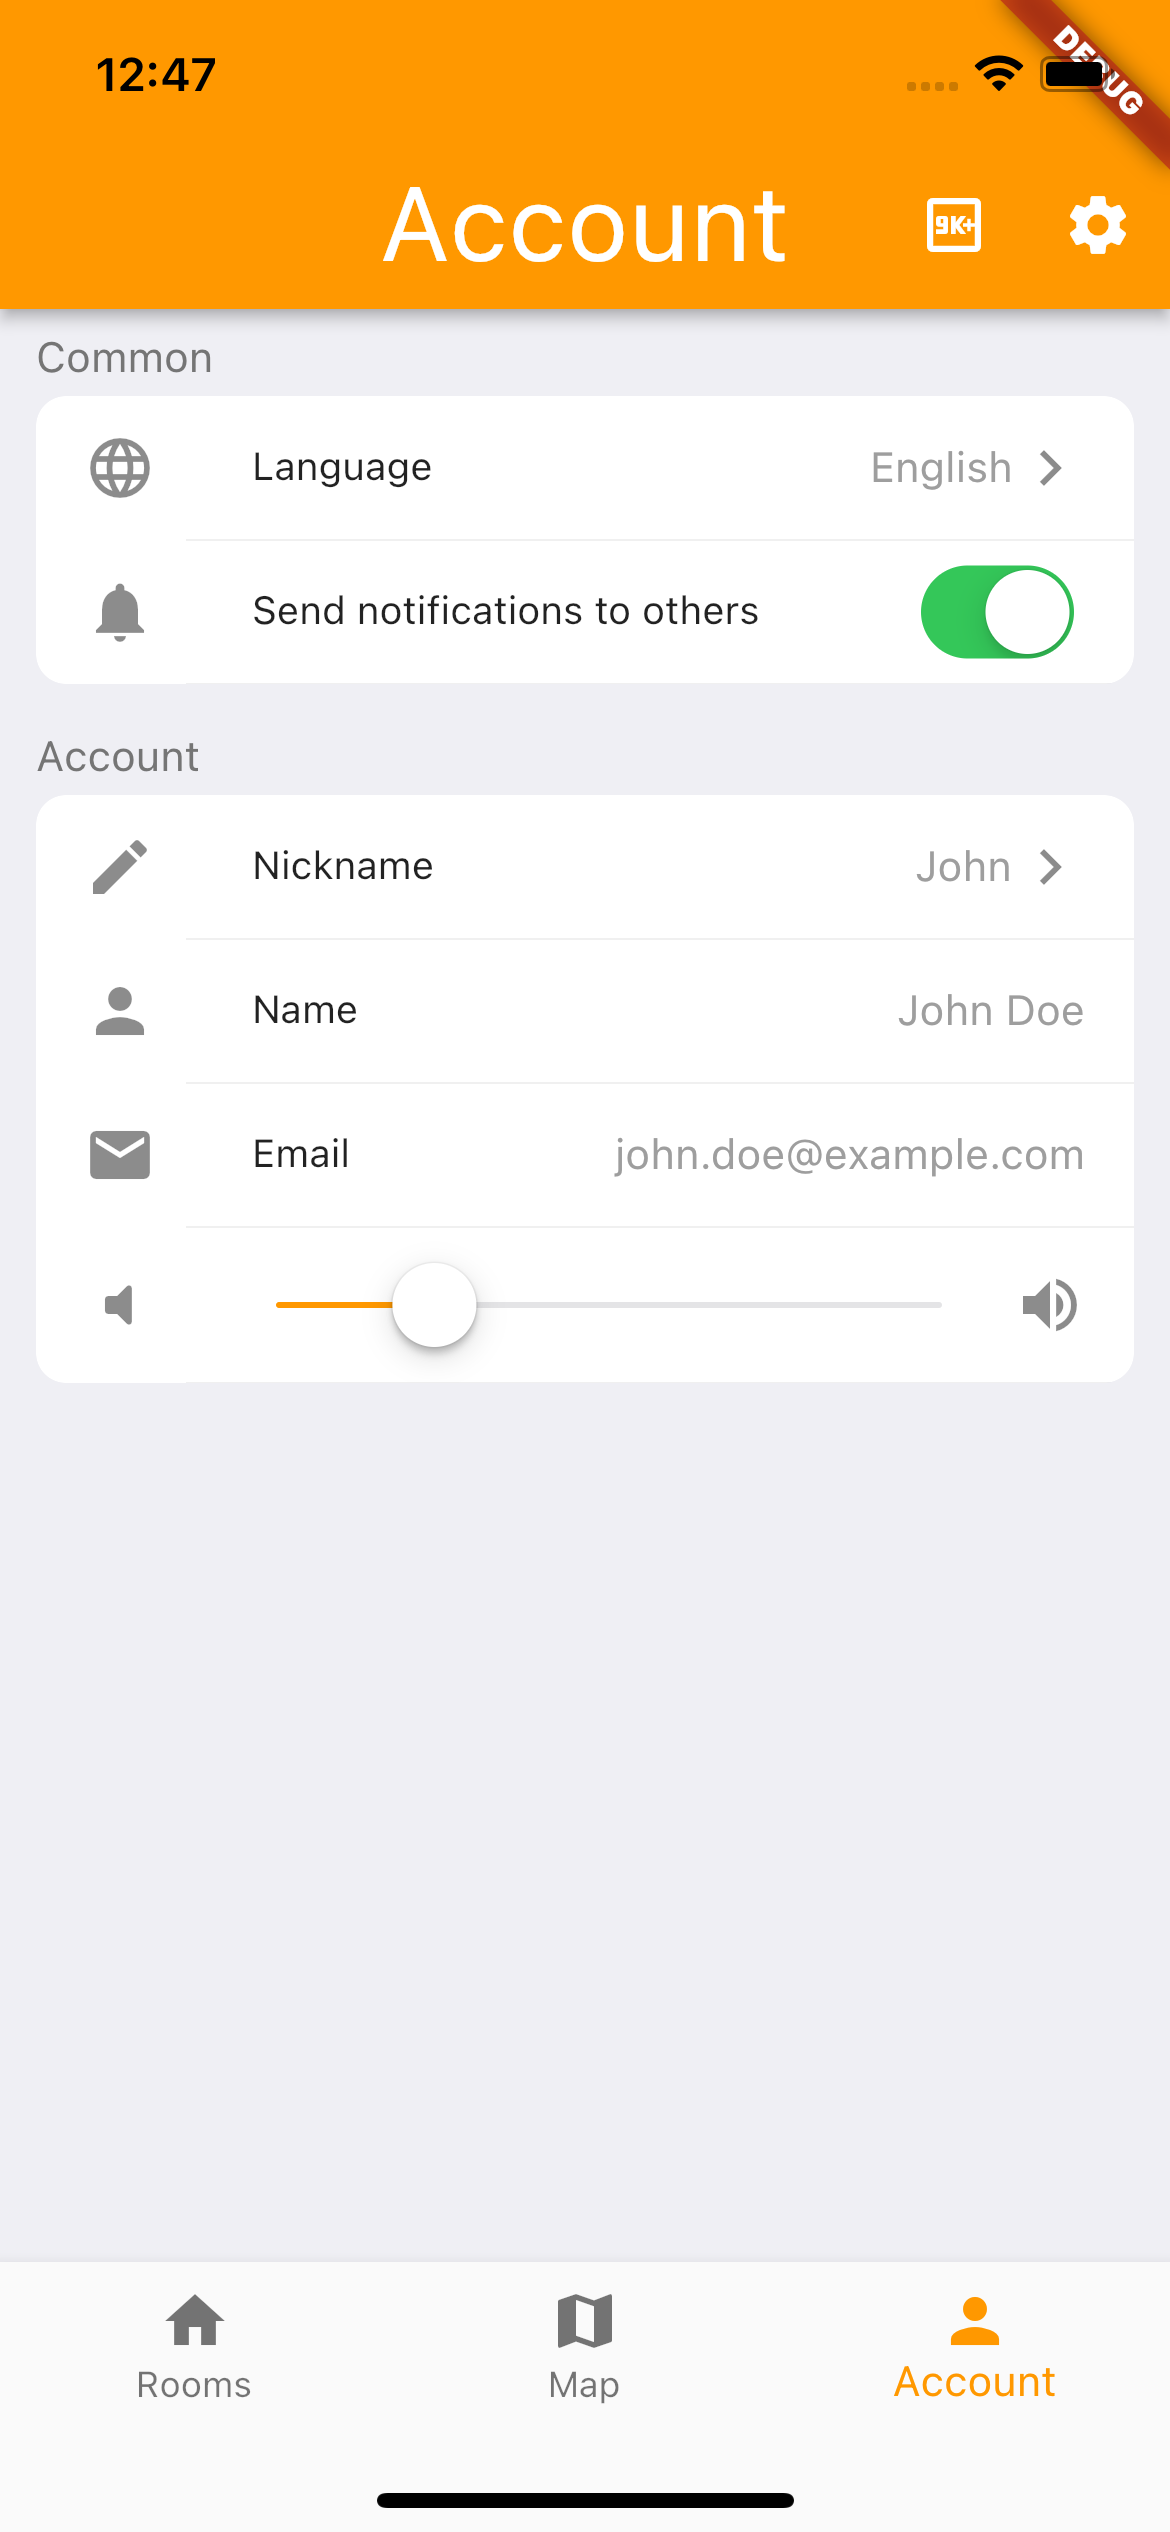 12:47
DEBUG
Account
9K+
Common
Language English
Send notifications to others
Account
Nickname John
Name John Doe
Email john.doe@example.com
Rooms Map Account